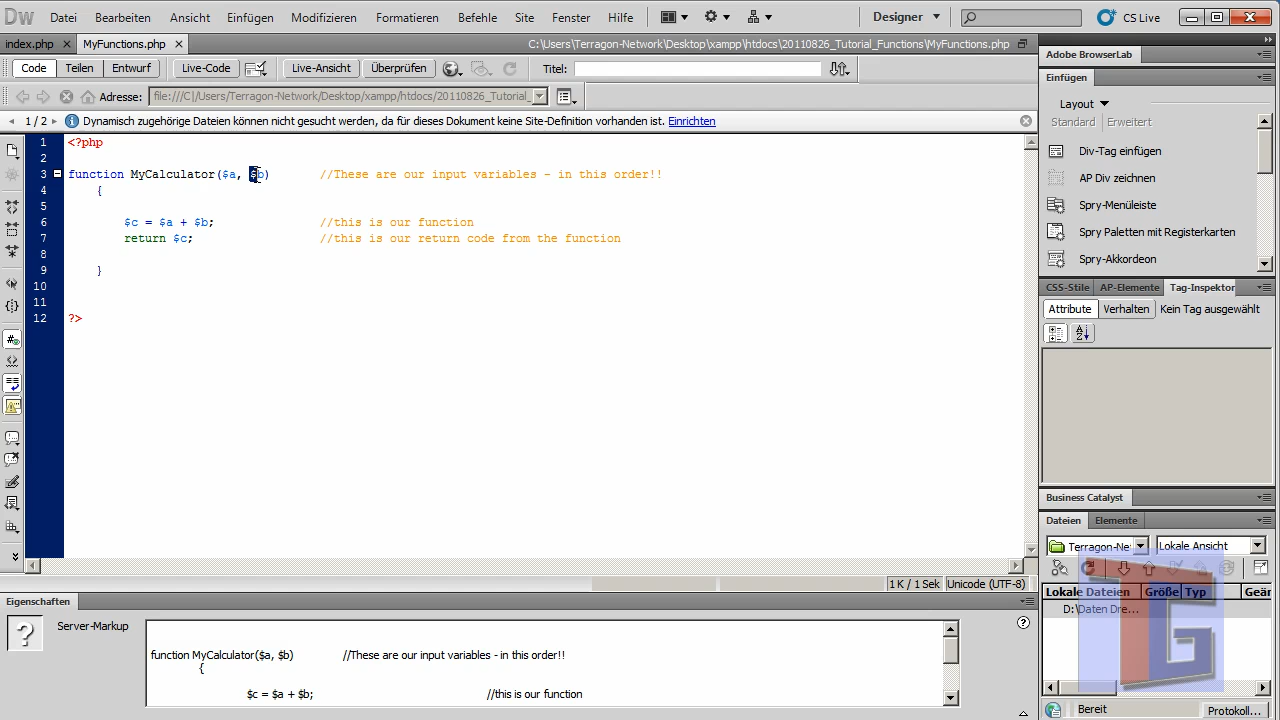 Dw Datei Bearbeiten Ansicht Einfügen Modifizieren Formatieren Befehle Site Fenster Hilfe Designer CS Live
index.php MyFunctions.php C:\Users\Terragon-Network\Desktop\xampp\htdocs\20110826_Tutorial_Functions\MyFunctions.php
Code Teilen Entwurf Live-Code Live-Ansicht Überprüfen Titel:
Adresse: file:///C|/Users/Terragon-Network/Desktop/xampp/htdocs/20110826_Tutorial_
1 / 2 Dynamisch zugehörige Dateien können nicht gesucht werden, da für dieses Dokument keine Site-Definition vorhanden ist. Einrichten
1 <?php
2
3 function MyCalculator($a, $b) //These are our input variables - in this order!!
4 {
5
6 $c = $a + $b; //this is our function
7 return $c; //this is our return code from the function
8
9 }
10
11
12 ?>
1 K / 1 Sek Unicode (UTF-8)
Eigenschaften
Server-Markup
function MyCalculator($a, $b) //These are our input variables - in this order!!
{
$c = $a + $b; //this is our function
Adobe BrowserLab
Einfügen
Layout
Standard Erweitert
Div-Tag einfügen
AP Div zeichnen
Spry-Menüleiste
Spry Paletten mit Registerkarten
Spry-Akkordeon
CSS-Stile AP-Elemente Tag-Inspektor
Attribute Verhalten Kein Tag ausgewählt
Business Catalyst
Dateien Elemente
Terragon-Ne Lokale Ansicht
Lokale Dateien Größe Typ Geär
D:\Daten Dre...
TG
Bereit Protokoll...